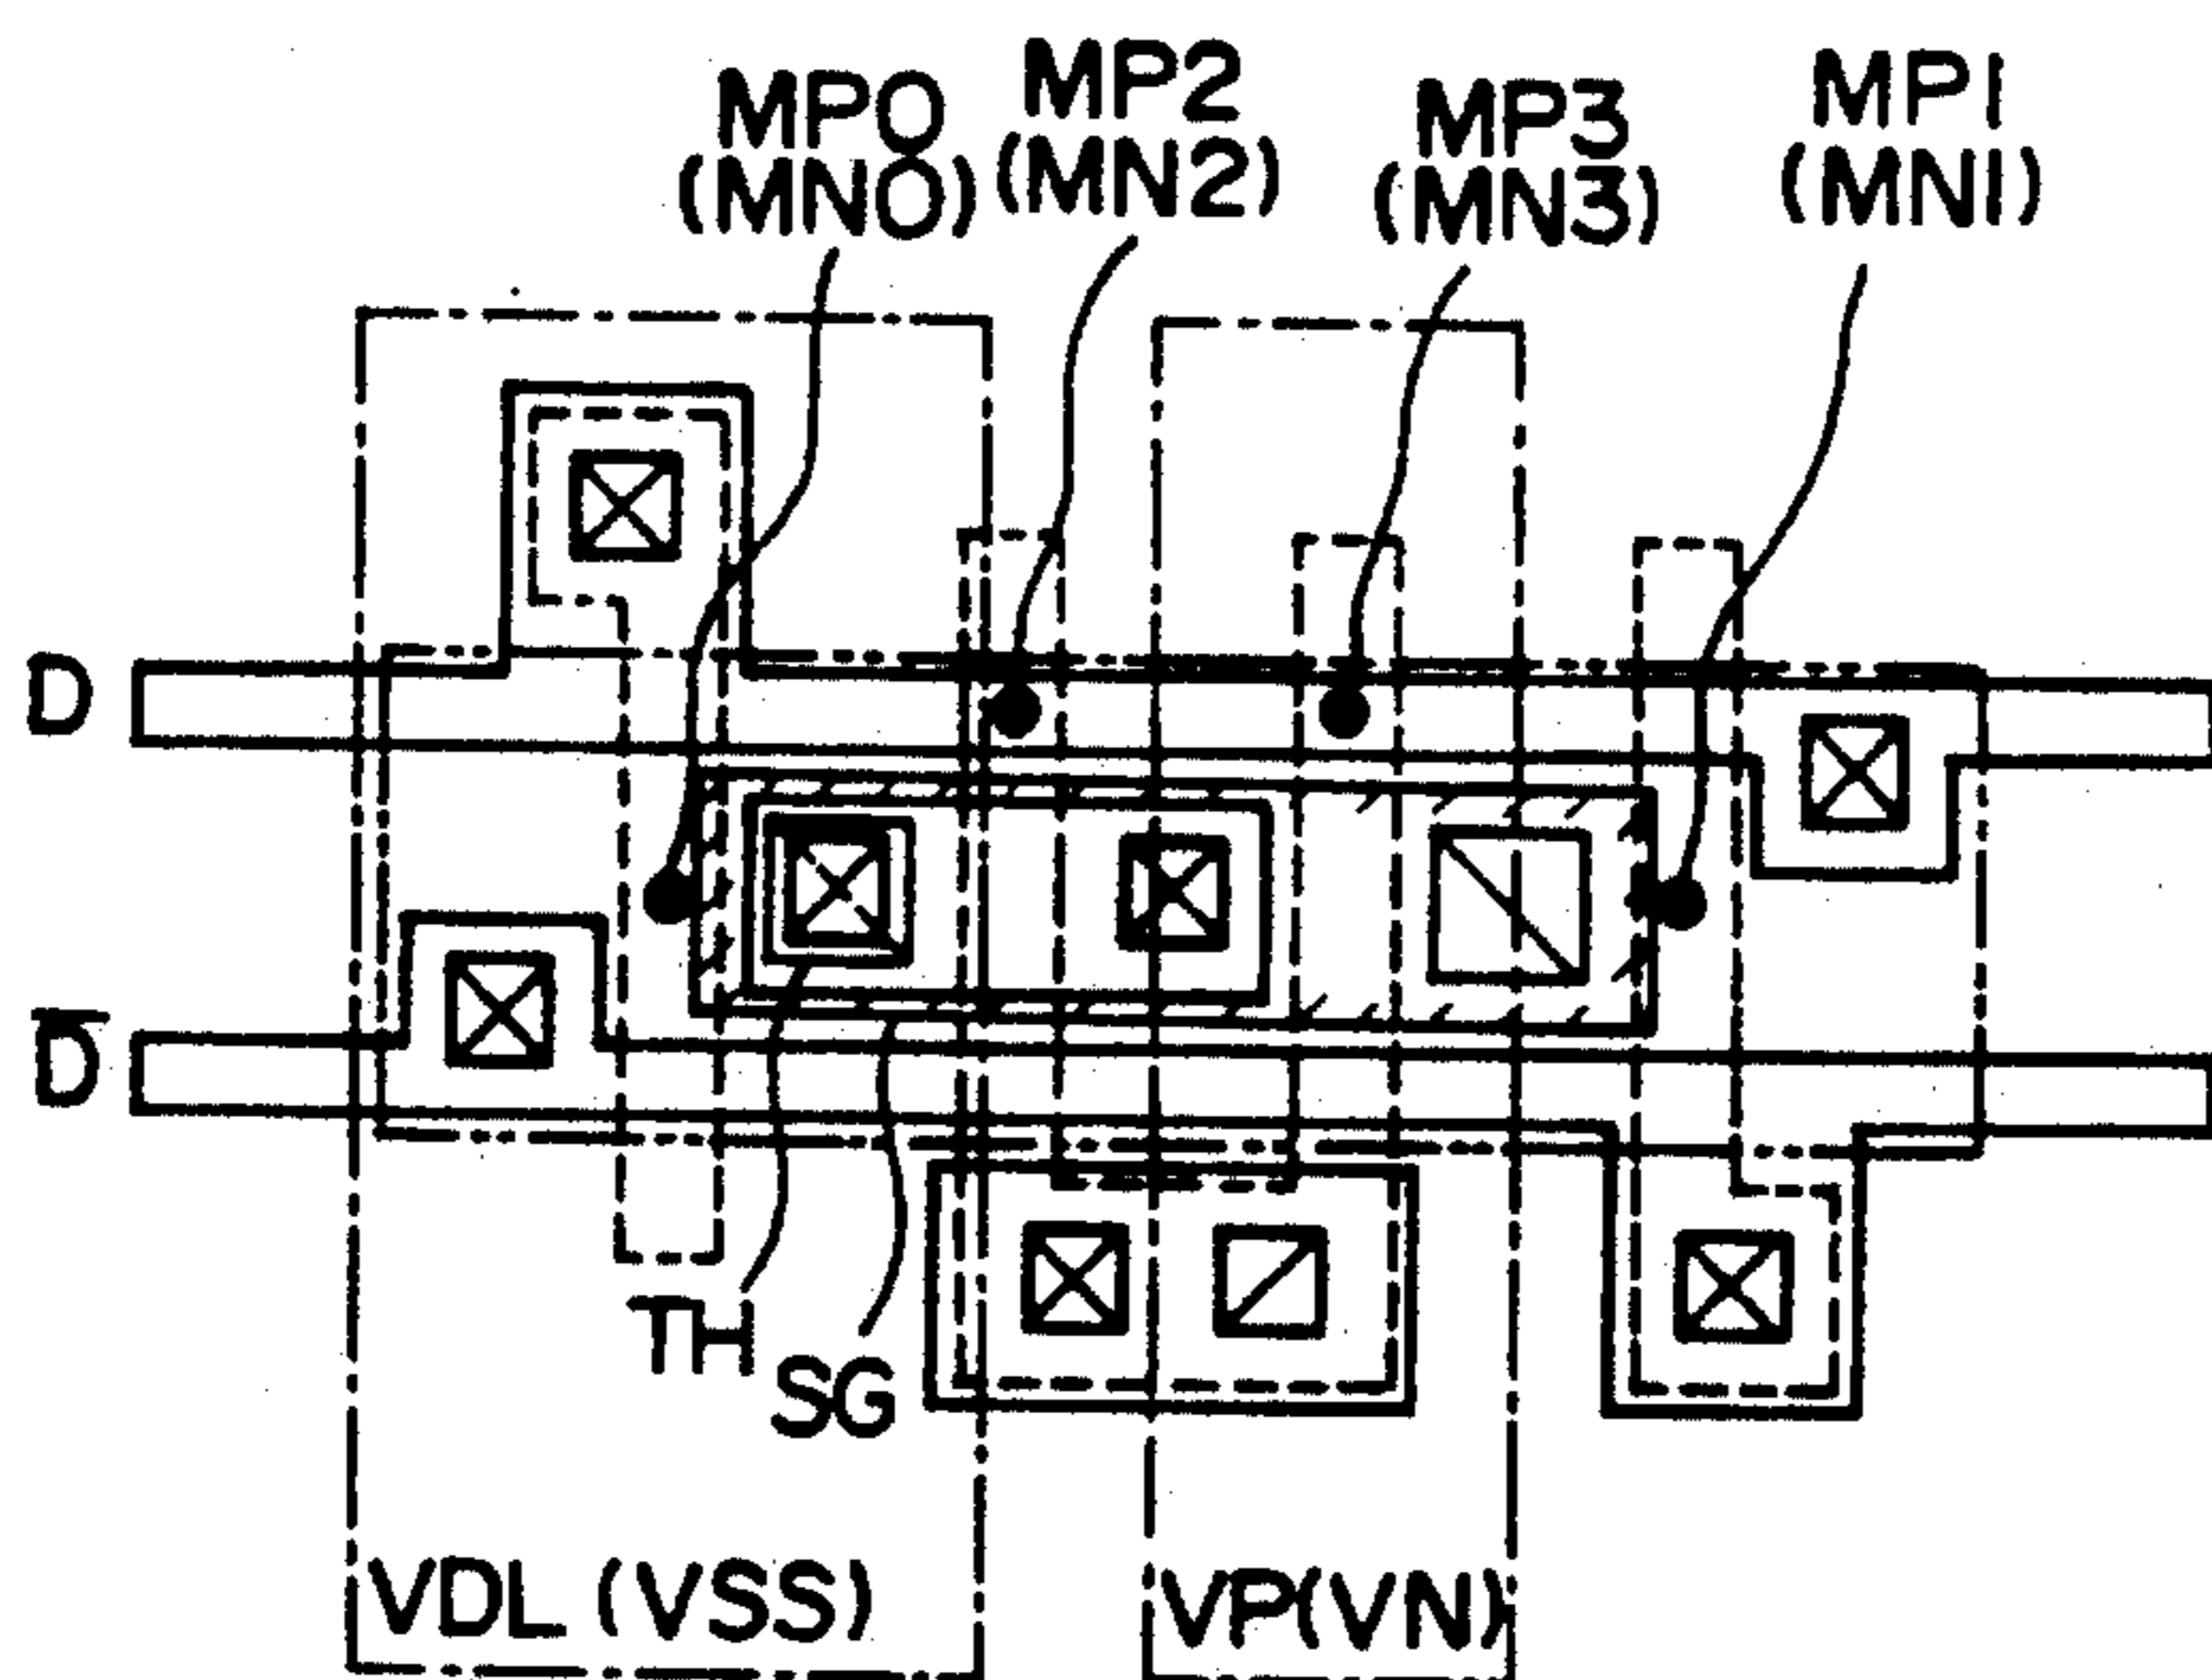 MP0
(MN0)
MP2
(MN2)
MP3
(MN3)
MP1
(MN1)
D
D̅
TH
SG
VDL (VSS)
VP(VN)